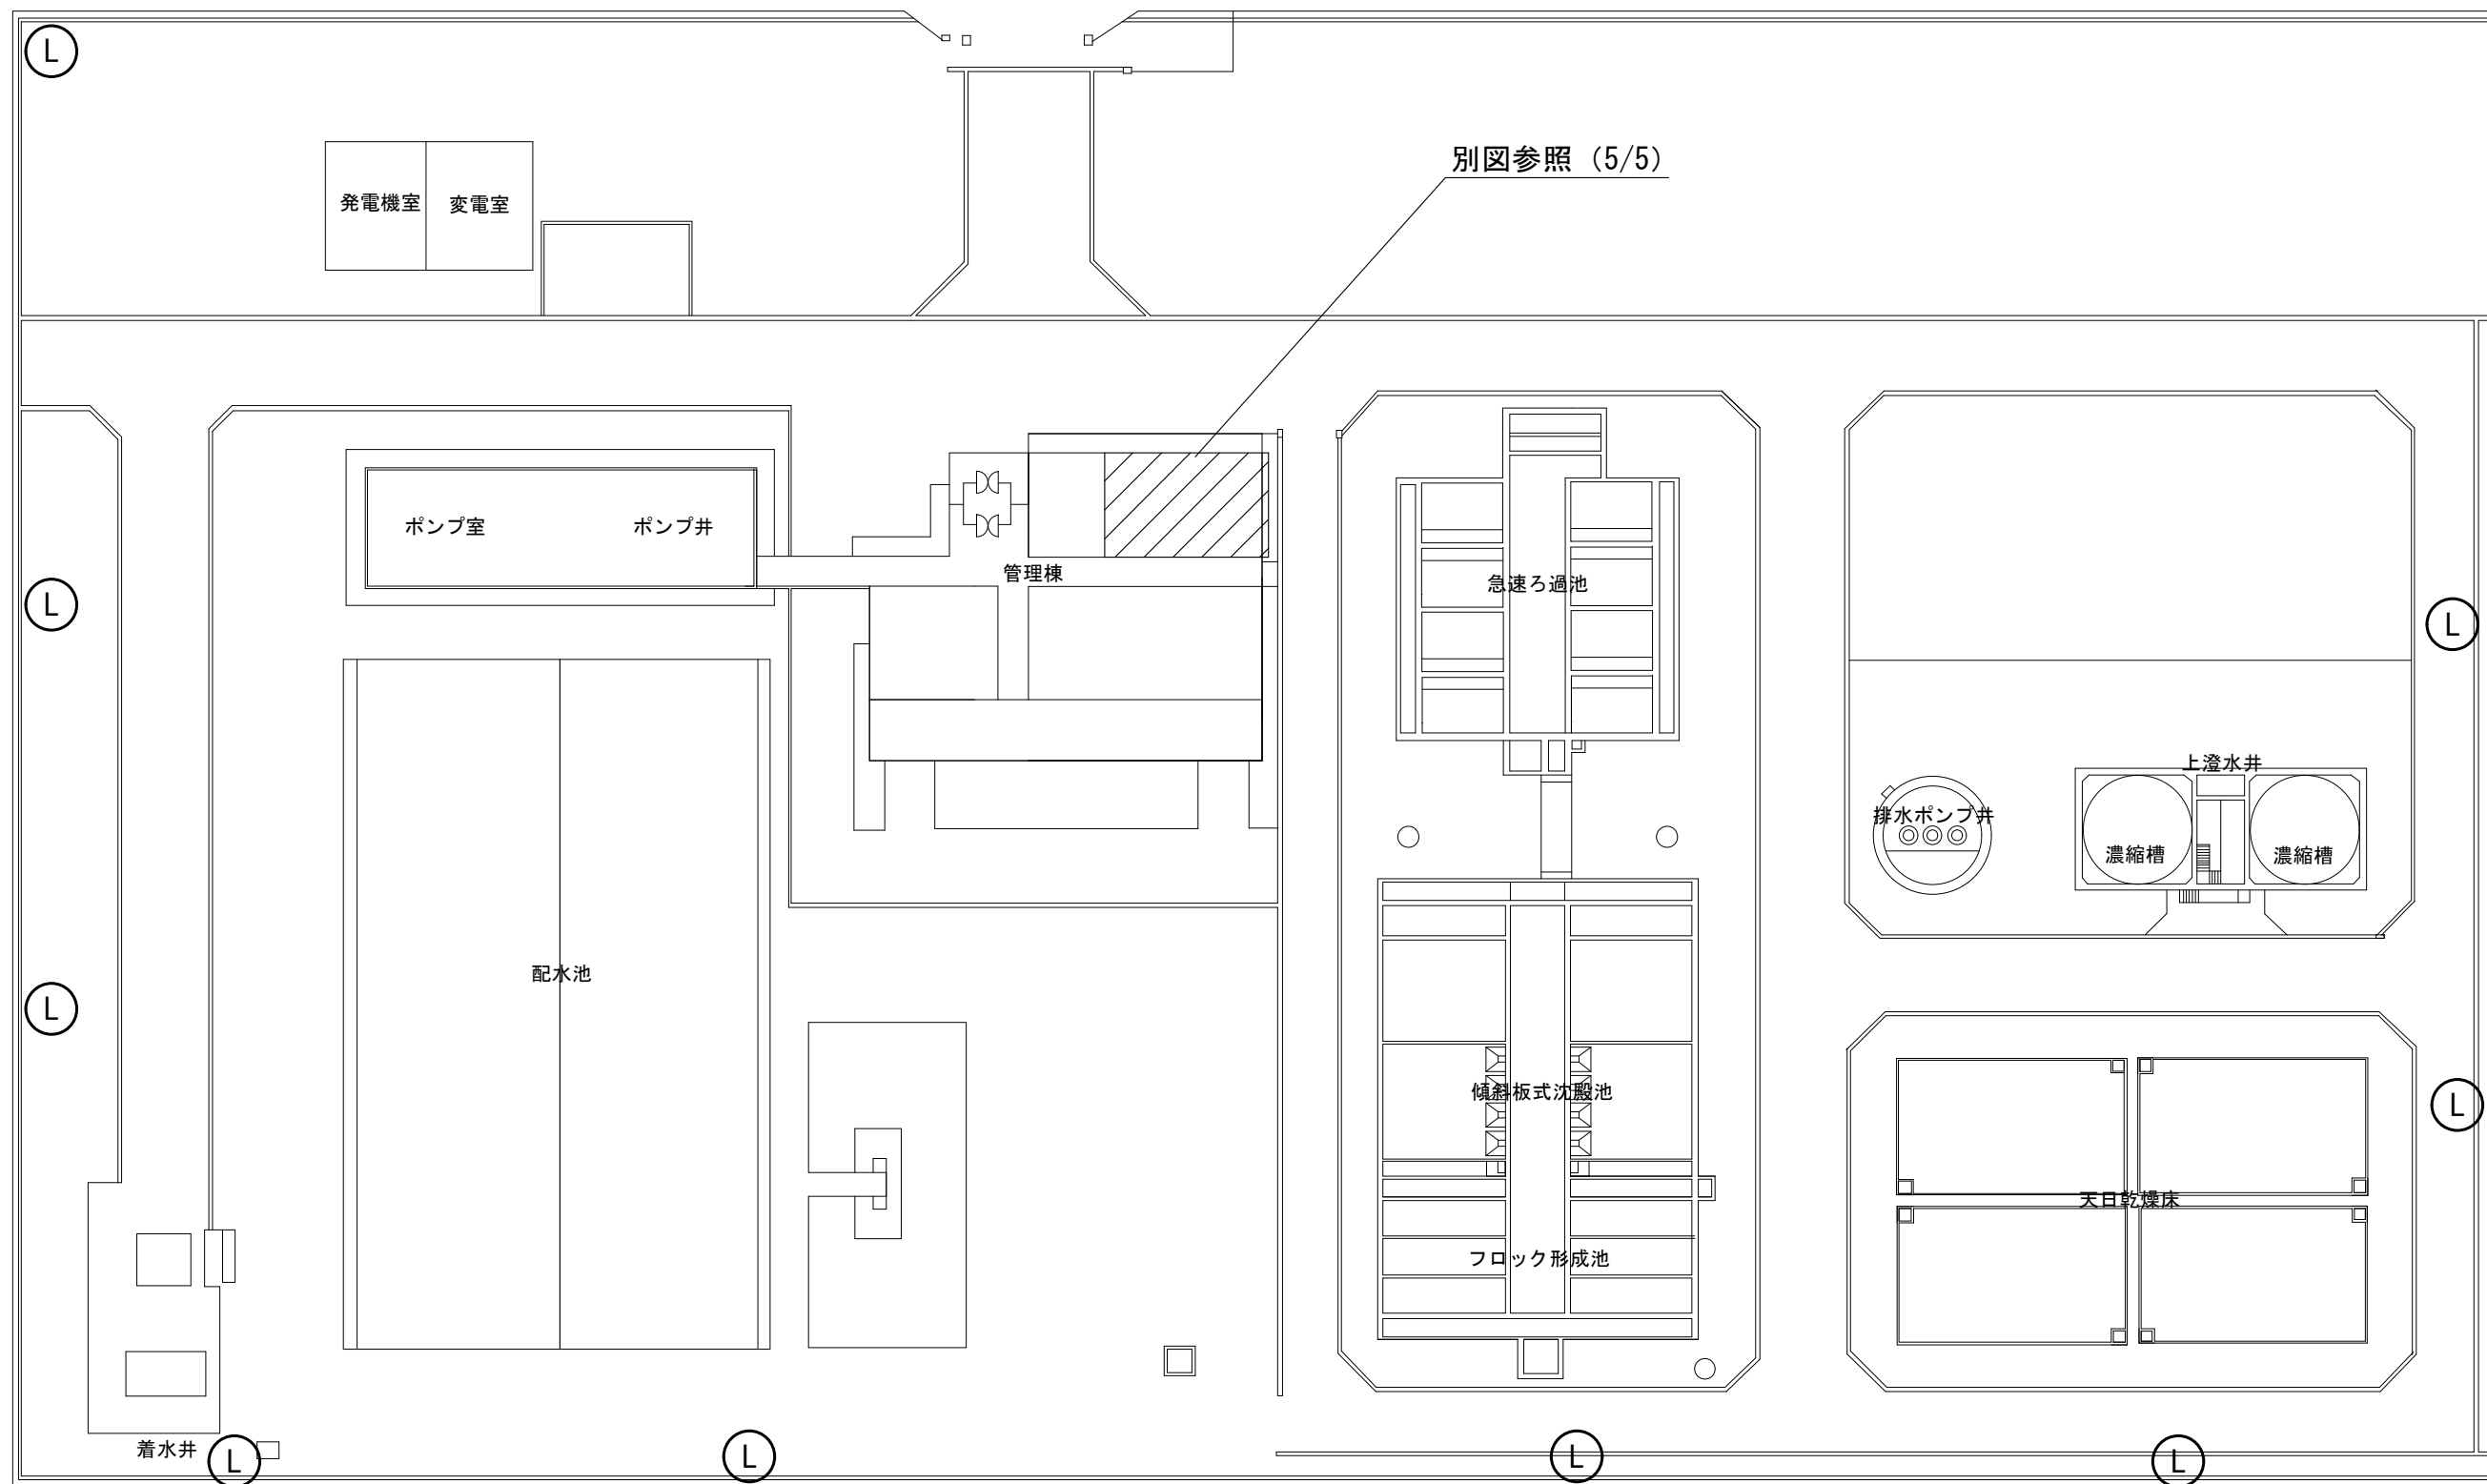 L
別図参照 (5/5)
発電機室
変電室
ポンプ室
ポンプ井
管理棟
急速ろ過池
L
L
上澄水井
排水ポンプ井
濃縮槽
濃縮槽
配水池
L
傾斜板式沈殿池
L
天日乾燥床
フロック形成池
着水井
L
L
L
L